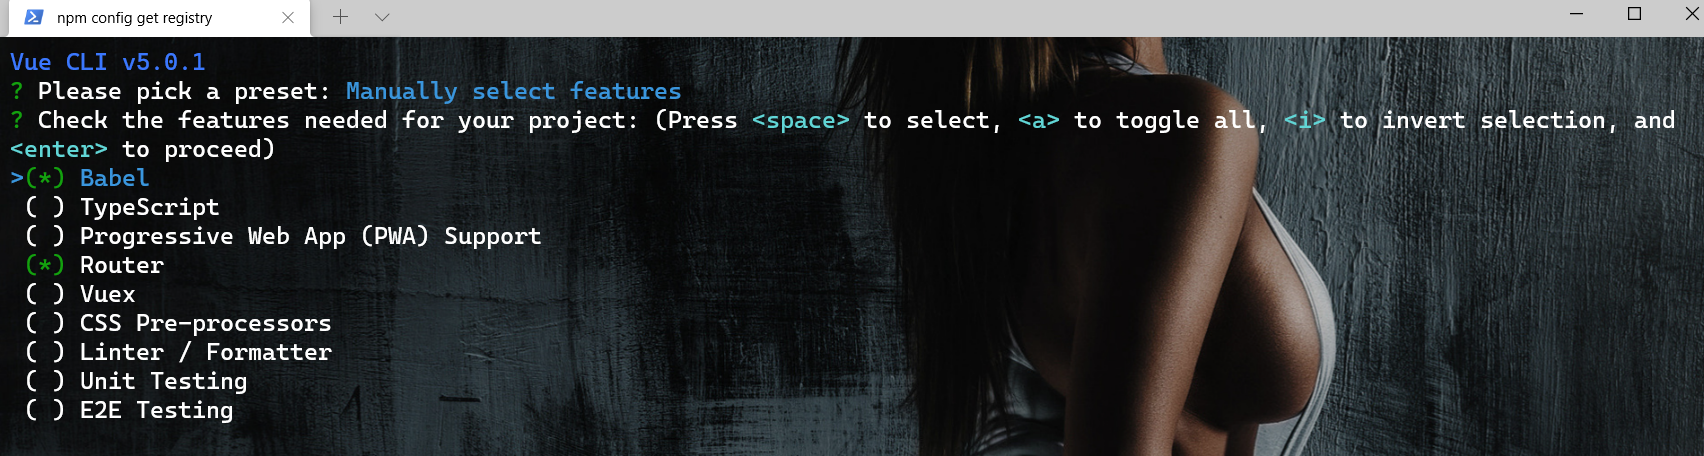 npm config get registry
Vue CLI v5.0.1
? Please pick a preset: Manually select features
? Check the features needed for your project: (Press <space> to select, <a> to toggle all, <i> to invert selection, and
<enter> to proceed)
>(*) Babel
( ) TypeScript
( ) Progressive Web App (PWA) Support
(*) Router
( ) Vuex
( ) CSS Pre-processors
( ) Linter / Formatter
( ) Unit Testing
( ) E2E Testing